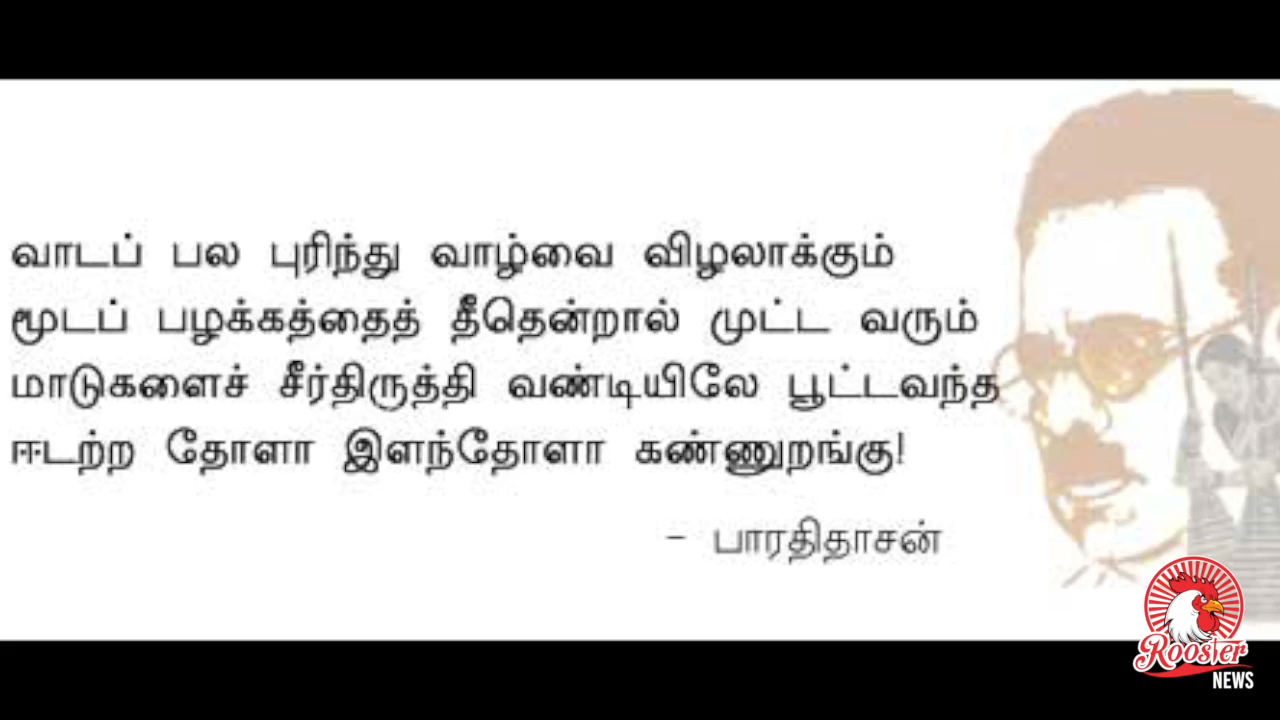 வாடப் பல புரிந்து வாழ்வை விழலாக்கும்
மூடப் பழக்கத்தைத் தீதென்றால் முட்ட வரும்
மாடுகளைச் சீர்திருத்தி வண்டியிலே பூட்டவந்த
ஈடற்ற தோளா இளந்தோளா கண்ணுறங்கு!
- பாரதிதாசன்
Rooster
NEWS